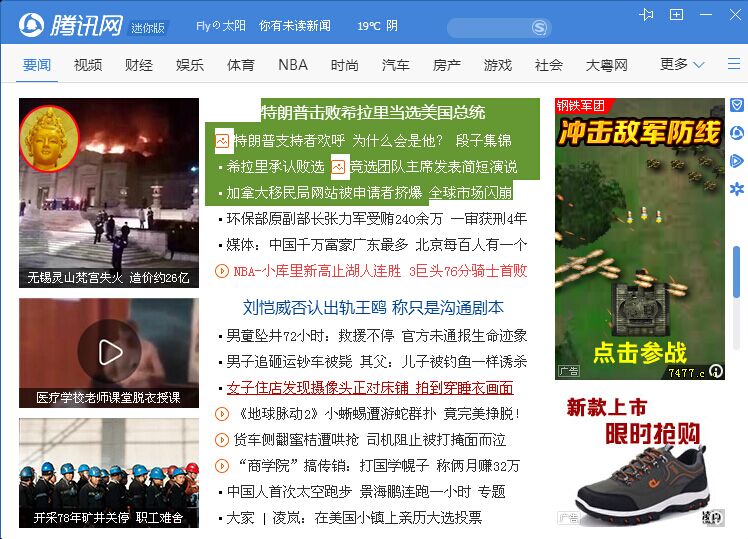 腾讯网 迷你版 Flyの太阳 你有未读新闻 19℃ 阴
要闻 视频 财经 娱乐 体育 NBA 时尚 汽车 房产 游戏 社会 大粤网 更多
特朗普击败希拉里当选美国总统
特朗普支持者欢呼 为什么会是他? 段子集锦
希拉里承认败选 竞选团队主席发表简短演说
加拿大移民局网站被申请者挤爆 全球市场闪崩
环保部原副部长张力军受贿240余万 一审获刑4年
媒体: 中国千万富豪广东最多 北京每百人有一个
NBA-小库里新高止湖人连胜 3巨头76分骑士首败
无锡灵山梵宫失火 造价约26亿
刘恺威否认出轨王鸥 称只是沟通剧本
男童坠井72小时: 救援不停 官方未通报生命迹象
男子追砸运钞车被毙 其父: 儿子被钓鱼一样诱杀
女子住店发现摄像头正对床铺 拍到穿睡衣画面
《地球脉动2》小蜥蜴遭游蛇群扑 竟完美挣脱!
货车侧翻蜜桔遭哄抢 司机阻止被打掩面而泣
“商学院”搞传销: 打国学幌子 称两月赚32万
中国人首次太空跑步 景海鹏连跑一小时 专题
大家 | 凌岚: 在美国小镇上亲历大选投票
医疗学校老师课堂脱衣授课
开采78年矿井关停 职工难舍
钢铁军团
冲击敌军防线
点击参战
广告
7477.c
新款上市
限时抢购
广告